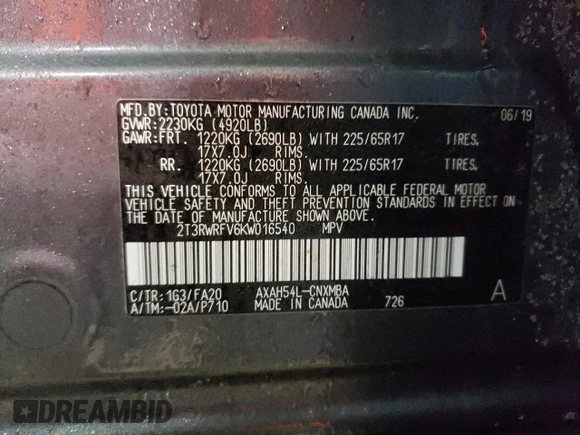 MFD.BY:TOYOTA MOTOR MANUFACTURING CANADA INC. 06/19
GVWR:2230KG (4920LB)
GAWR:FRT. 1220KG (2690LB) WITH 225/65R17 TIRES.
17X7.0J RIMS.
RR. 1220KG (2690LB) WITH 225/65R17 TIRES.
17X7.0J RIMS.
THIS VEHICLE CONFORMS TO ALL APPLICABLE FEDERAL MOTOR
VEHICLE SAFETY AND THEFT PREVENTION STANDARDS IN EFFECT ON
THE DATE OF MANUFACTURE SHOWN ABOVE.
2T3RWRFV6KW016540 MPV
C/TR: 1G3/FA20 AXAH54L-CNXMBA A
A/TM:-02A/P710 MADE IN CANADA 726
DREAMBID